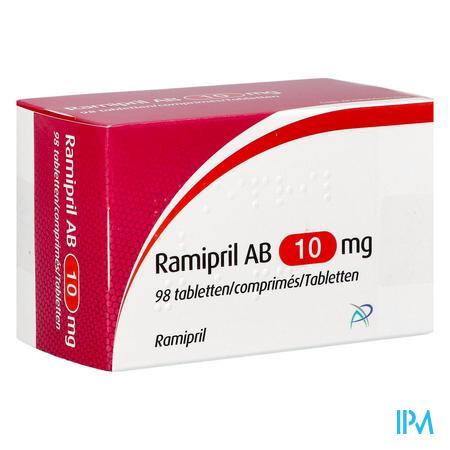 Ramipril AB 10 mg
98 tabletten/comprimés/Tabletten
Ramipril AB 10 mg
98 tabletten/comprimés/Tabletten
Ramipril AB 10 mg
98 tabletten/comprimés/Tabletten
Ramipril
IPM